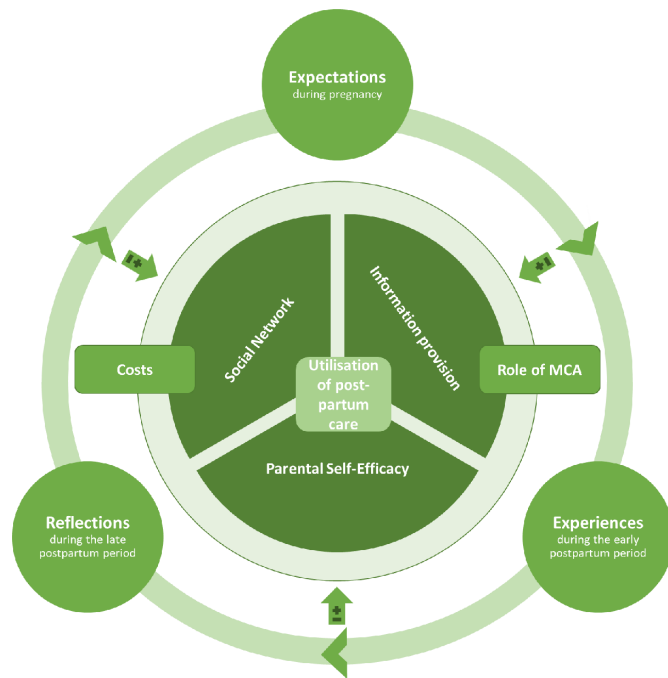 Expectations
during pregnancy
Social Network
Information provision
Costs
Utilisation
of post-
partum
care
Role of MCA
Parental Self-Efficacy
Reflections
during the late
postpartum period
Experiences
during the early
postpartum period
±
±
±